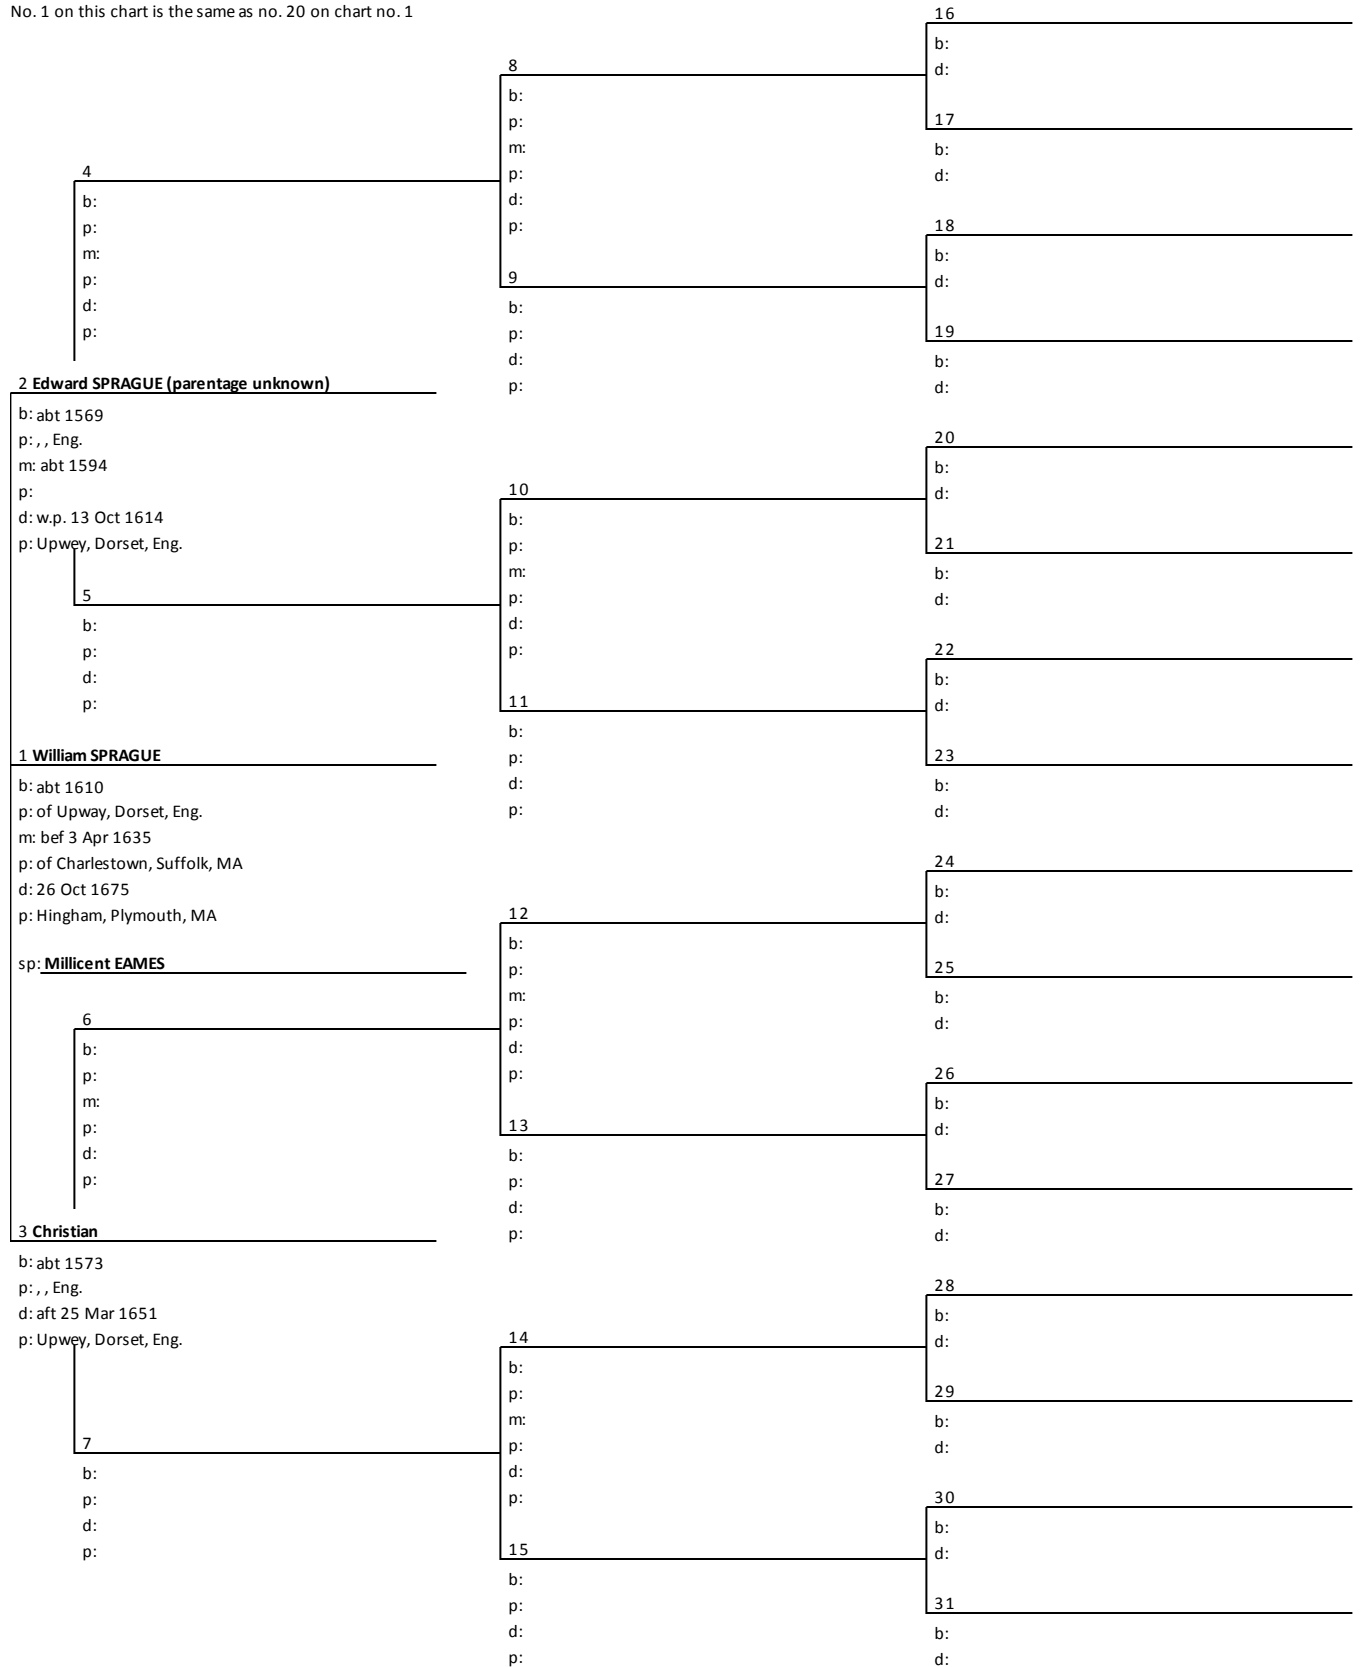 No. 1 on this chart is the same as no. 20 on chart no. 1
4
b:
p:
m:
p:
d:
p:
2 Edward SPRAGUE (parentage unknown)
b: abt 1569
p: , , Eng.
m: abt 1594
p:
d: w.p. 13 Oct 1614
p: Upwey, Dorset, Eng.
5
b:
p:
d:
p:
1 William SPRAGUE
b: abt 1610
p: of Upway, Dorset, Eng.
m: bef 3 Apr 1635
p: of Charlestown, Suffolk, MA
d: 26 Oct 1675
p: Hingham, Plymouth, MA
sp: Millicent EAMES
6
b:
p:
m:
p:
d:
p:
3 Christian
b: abt 1573
p: , , Eng.
d: aft 25 Mar 1651
p: Upwey, Dorset, Eng.
7
b:
p:
d:
p:
8
b:
p:
m:
p:
d:
p:
9
b:
p:
d:
p:
10
b:
p:
m:
p:
d:
p:
11
b:
p:
d:
p:
12
b:
p:
m:
p:
d:
p:
13
b:
p:
d:
p:
14
b:
p:
m:
p:
d:
p:
15
b:
p:
d:
p:
16
b:
d:
17
b:
d:
18
b:
d:
19
b:
d:
20
b:
d:
21
b:
d:
22
b:
d:
23
b:
d:
24
b:
d:
25
b:
d:
26
b:
d:
27
b:
d:
28
b:
d:
29
b:
d:
30
b:
d:
31
b:
d: